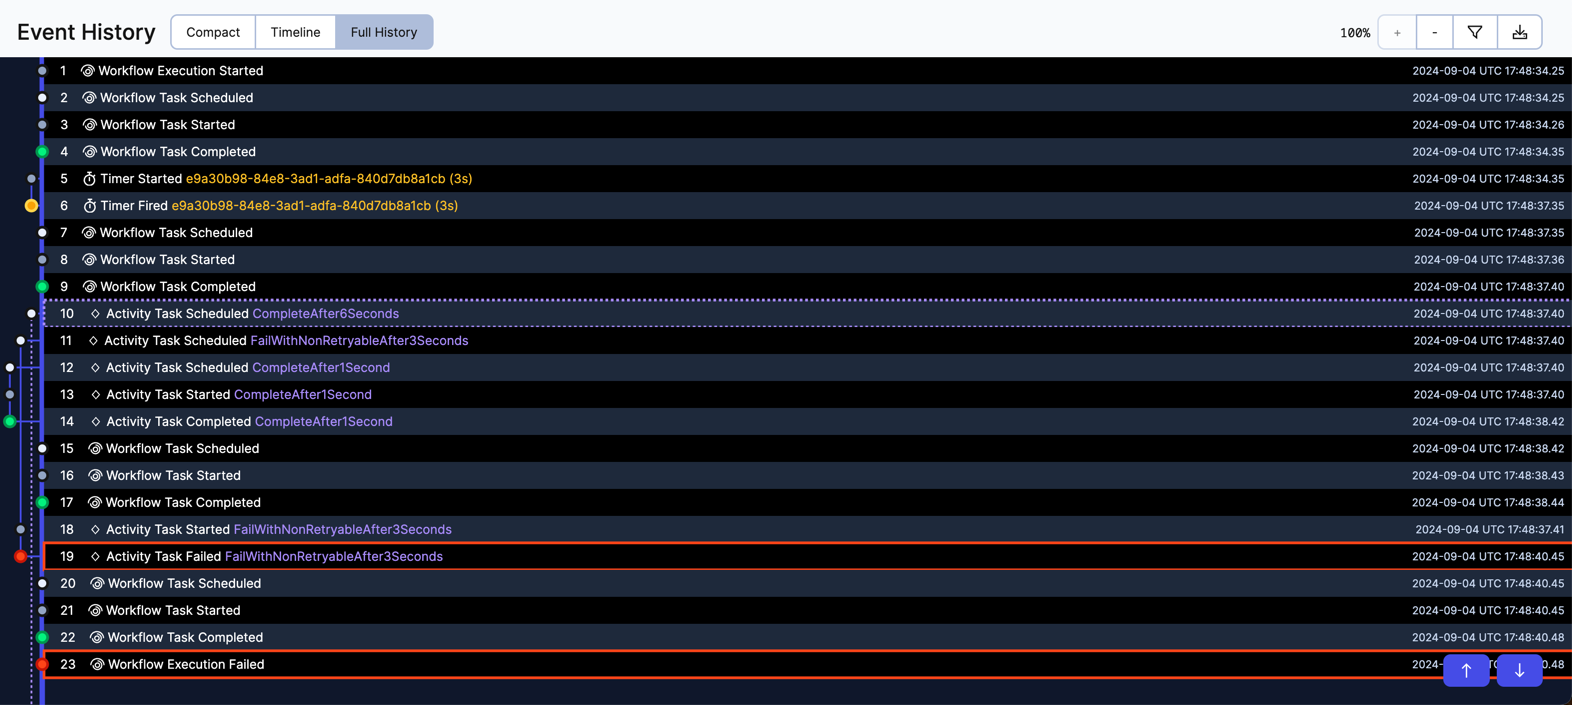 Event History Compact Timeline Full History 100% + -
1 Workflow Execution Started 2024-09-04 UTC 17:48:34.25
2 Workflow Task Scheduled 2024-09-04 UTC 17:48:34.25
3 Workflow Task Started 2024-09-04 UTC 17:48:34.26
4 Workflow Task Completed 2024-09-04 UTC 17:48:34.35
5 Timer Started e9a30b98-84e8-3ad1-adfa-840d7db8a1cb (3s) 2024-09-04 UTC 17:48:34.35
6 Timer Fired e9a30b98-84e8-3ad1-adfa-840d7db8a1cb (3s) 2024-09-04 UTC 17:48:37.35
7 Workflow Task Scheduled 2024-09-04 UTC 17:48:37.35
8 Workflow Task Started 2024-09-04 UTC 17:48:37.36
9 Workflow Task Completed 2024-09-04 UTC 17:48:37.40
10 Activity Task Scheduled CompleteAfter6Seconds 2024-09-04 UTC 17:48:37.40
11 Activity Task Scheduled FailWithNonRetryableAfter3Seconds 2024-09-04 UTC 17:48:37.40
12 Activity Task Scheduled CompleteAfter1Second 2024-09-04 UTC 17:48:37.40
13 Activity Task Started CompleteAfter1Second 2024-09-04 UTC 17:48:37.40
14 Activity Task Completed CompleteAfter1Second 2024-09-04 UTC 17:48:38.42
15 Workflow Task Scheduled 2024-09-04 UTC 17:48:38.42
16 Workflow Task Started 2024-09-04 UTC 17:48:38.43
17 Workflow Task Completed 2024-09-04 UTC 17:48:38.44
18 Activity Task Started FailWithNonRetryableAfter3Seconds 2024-09-04 UTC 17:48:37.41
19 Activity Task Failed FailWithNonRetryableAfter3Seconds 2024-09-04 UTC 17:48:40.45
20 Workflow Task Scheduled 2024-09-04 UTC 17:48:40.45
21 Workflow Task Started 2024-09-04 UTC 17:48:40.45
22 Workflow Task Completed 2024-09-04 UTC 17:48:40.48
23 Workflow Execution Failed 2024-